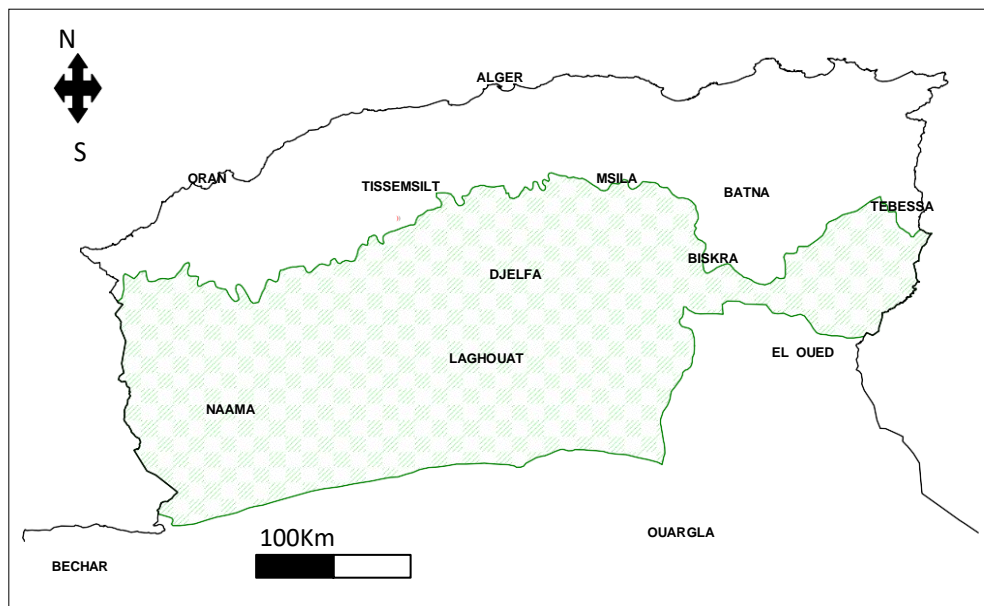 N
ALGER
S
ORAN
TISSEMSILT
MSILA
BATNA
TEBESSA
BISKRA
DJELFA
EL OUED
LAGHOUAT
NAAMA
OUARGLA
100Km
BECHAR